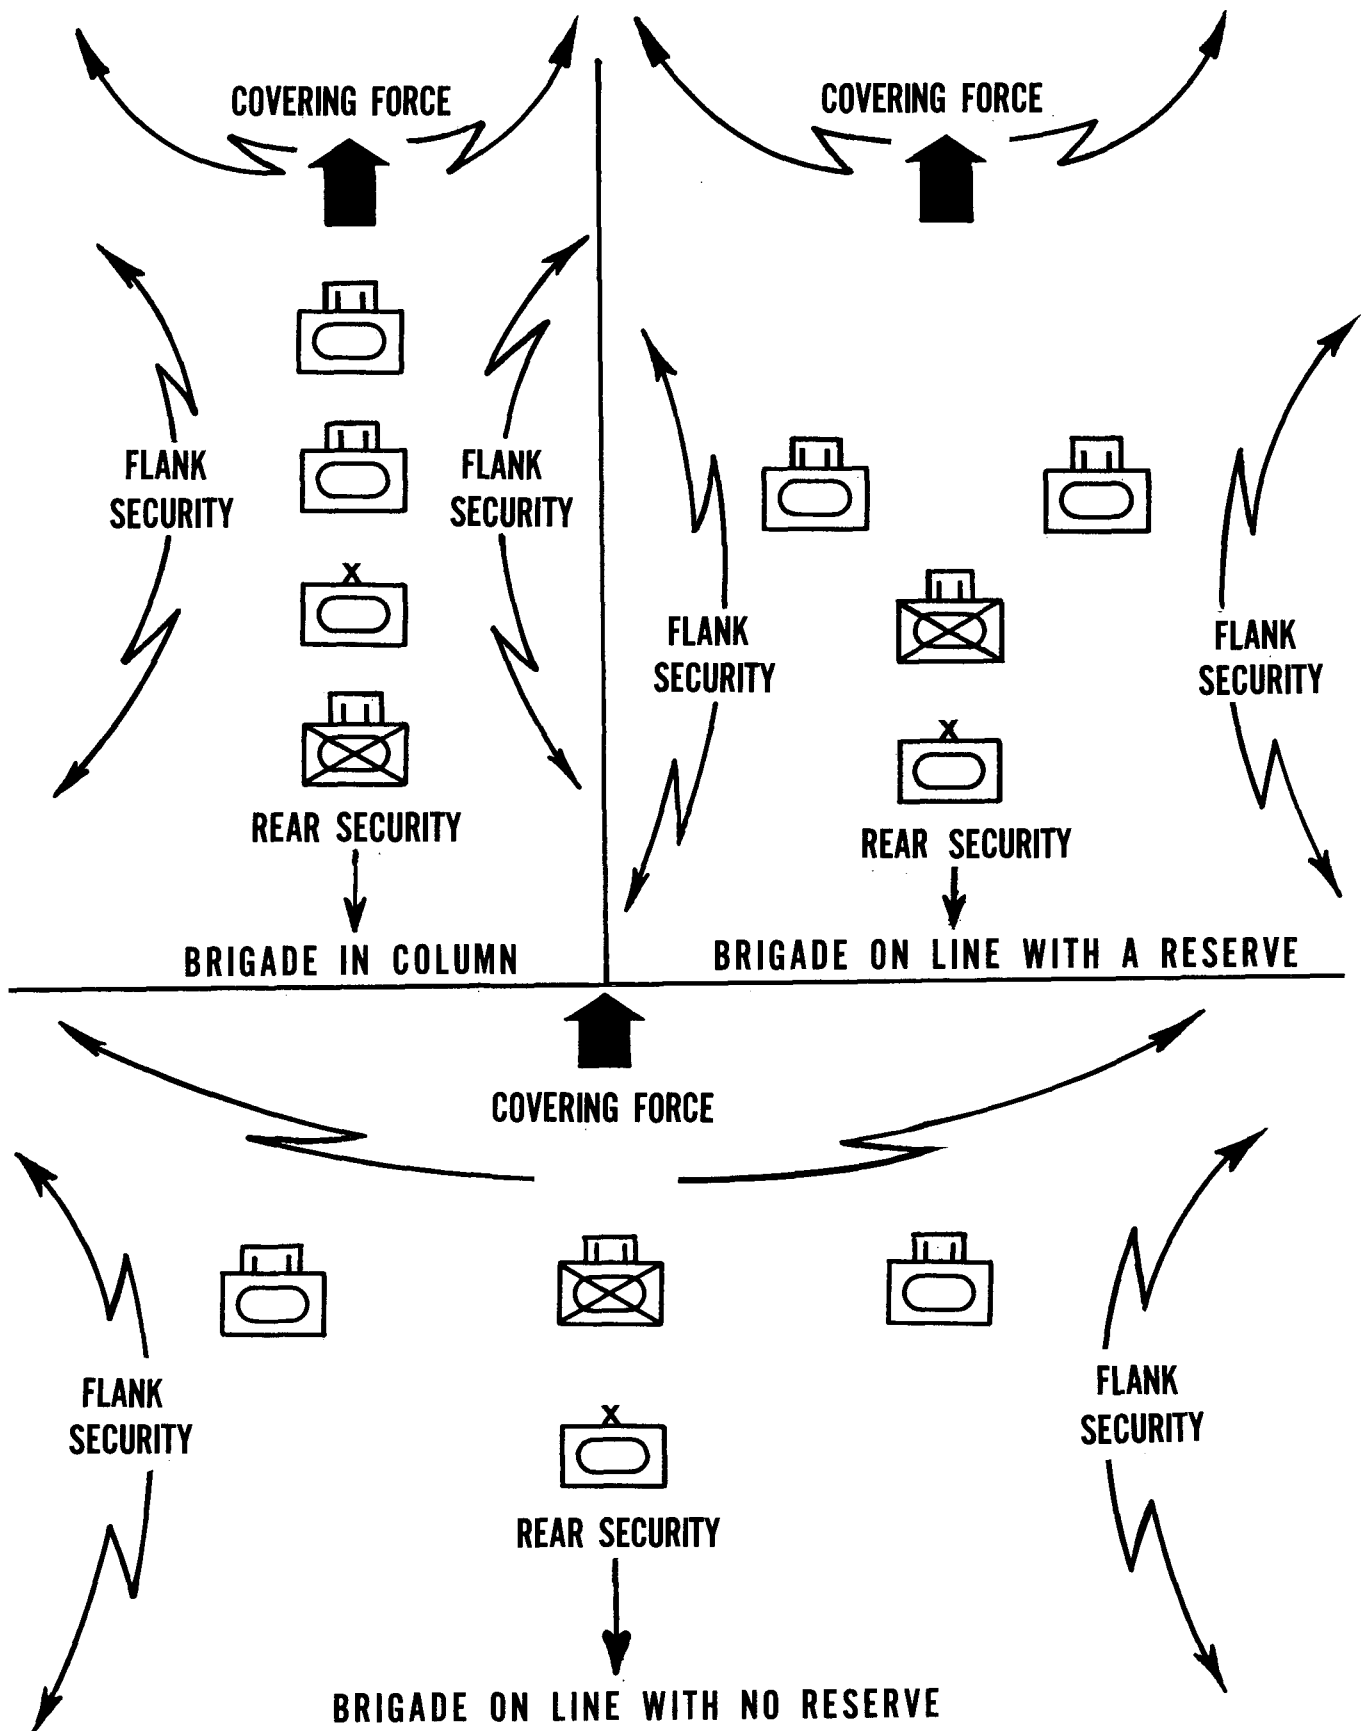 COVERING FORCE
FLANK
SECURITY
FLANK
SECURITY
X
REAR SECURITY
BRIGADE IN COLUMN
COVERING FORCE
FLANK
SECURITY
FLANK
SECURITY
X
REAR SECURITY
BRIGADE ON LINE WITH A RESERVE
COVERING FORCE
FLANK
SECURITY
FLANK
SECURITY
X
REAR SECURITY
BRIGADE ON LINE WITH NO RESERVE